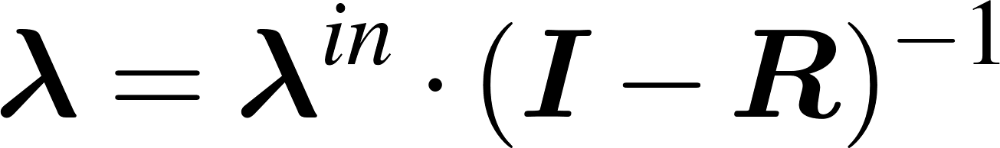 λ = λ^{in} · (I − R)^{−1}